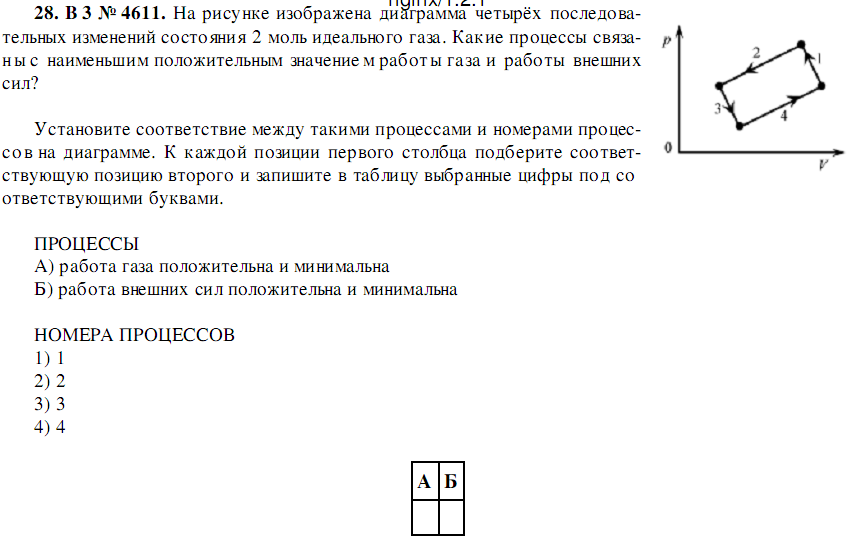 nginx/1.2.1
28. В 3 № 4611. На рисунке изображена диаграмма четырёх последова-
тельных изменений состояния 2 моль идеального газа. Какие процессы связа-
ны с наименьшим положительным значением работы газа и работы внешних
сил?
Установите соответствие между такими процессами и номерами процес-
сов на диаграмме. К каждой позиции первого столбца подберите соответ-
ствующую позицию второго и запишите в таблицу выбранные цифры под со
ответствующими буквами.
p
2
1
3
4
0
V
ПРОЦЕССЫ
А) работа газа положительна и минимальна
Б) работа внешних сил положительна и минимальна
НОМЕРА ПРОЦЕССОВ
1) 1
2) 2
3) 3
4) 4
А Б